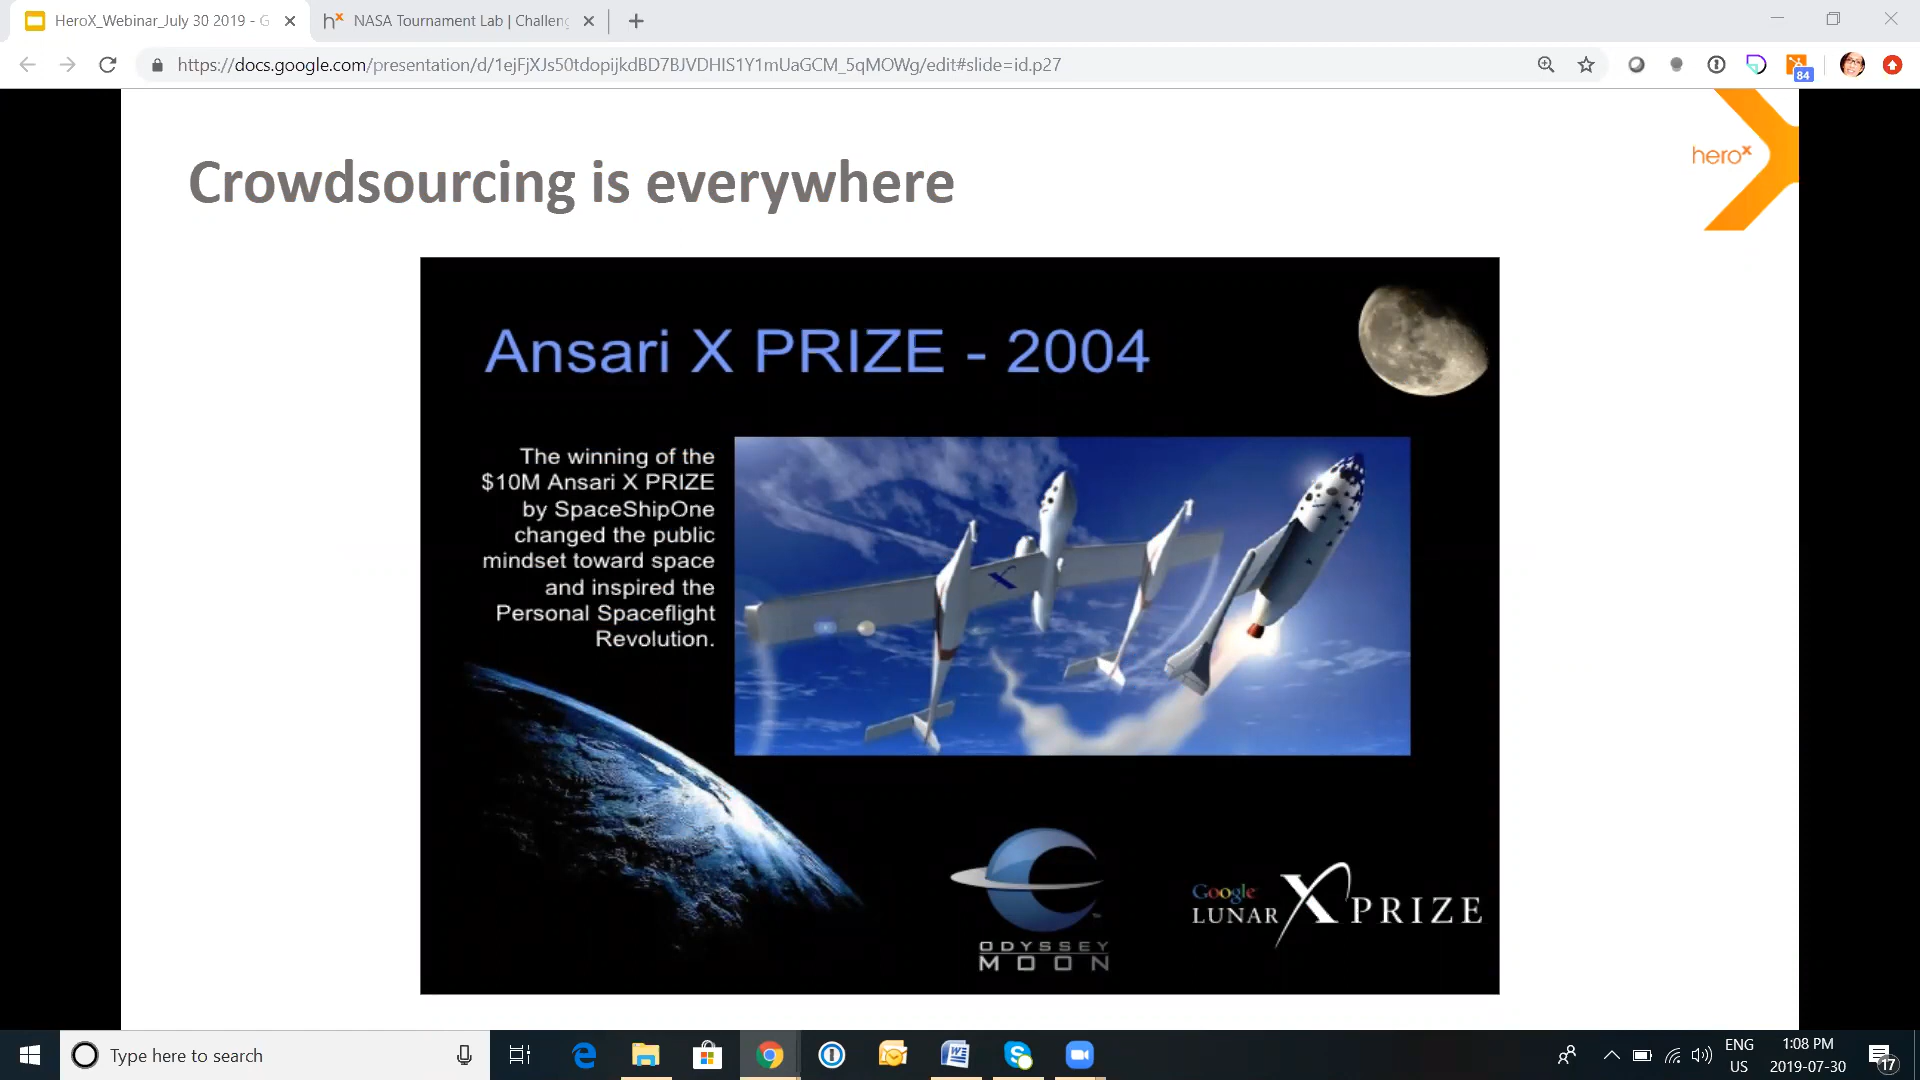 HeroX_Webinar_July 30 2019 - G
hx NASA Tournament Lab | Challeng
https://docs.google.com/presentation/d/1ejFjXJs50tdopijkdBD7BJVDHIS1Y1mUaGCM_5qMOWg/edit#slide=id.p27
84
herox
Crowdsourcing is everywhere
Ansari X PRIZE - 2004
The winning of the
$10M Ansari X PRIZE
by SpaceShipOne
changed the public
mindset toward space
and inspired the
Personal Spaceflight
Revolution.
X
ODYSSEY
MOON
Google
LUNAR X PRIZE
Type here to search
ENG
US
1:08 PM
2019-07-30
17